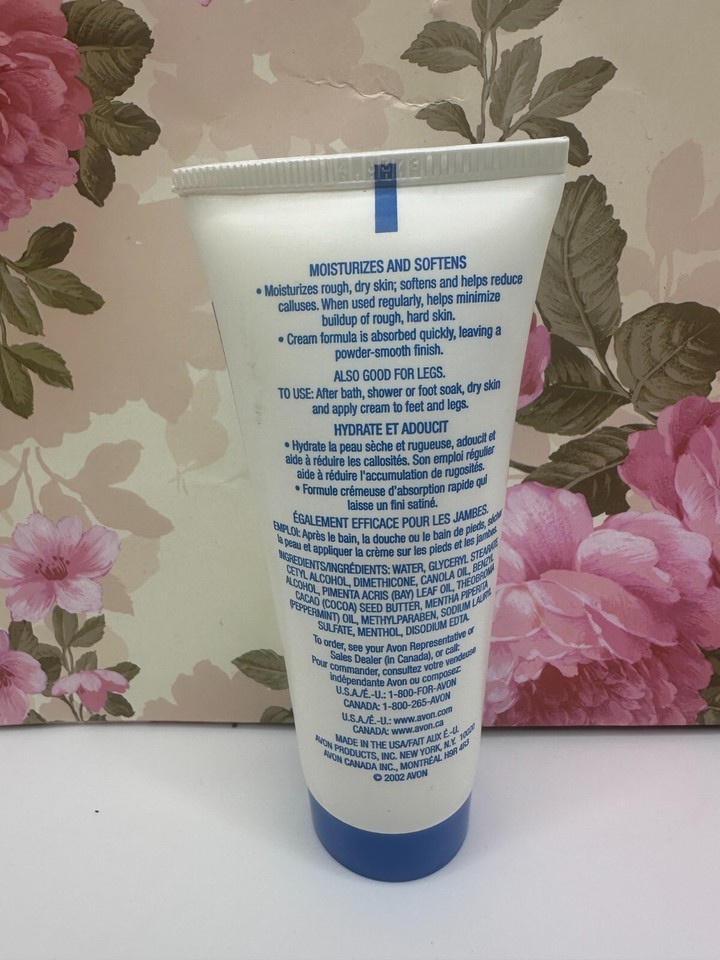 MOISTURIZES AND SOFTENS
• Moisturizes rough, dry skin; softens and helps reduce
calluses. When used regularly, helps minimize
buildup of rough, hard skin.
• Cream formula is absorbed quickly, leaving a
powder-smooth finish.
ALSO GOOD FOR LEGS.
TO USE: After bath, shower or foot soak, dry skin
and apply cream to feet and legs.
HYDRATE ET ADOUCIT
• Hydrate la peau sèche et rugueuse, adoucit et
aide à réduire les callosités. Son emploi régulier
aide à réduire l'accumulation de rugosités.
• Formule crémeuse d'absorption rapide qui
laisse un fini satiné.
ÉGALEMENT EFFICACE POUR LES JAMBES.
EMPLOI: Après le bain, la douche ou le bain de pieds, sécher
la peau et appliquer la crème sur les pieds et les jambes.
INGREDIENTS/INGRÉDIENTS: WATER, GLYCERYL STEARATE,
CETYL ALCOHOL, DIMETHICONE, CANOLA OIL, BENZYL
ALCOHOL, PIMENTA ACRIS (BAY) LEAF OIL, THEOBROMA
CACAO (COCOA) SEED BUTTER, MENTHA PIPERITA
(PEPPERMINT) OIL, METHYLPARABEN, SODIUM LAURYL
SULFATE, MENTHOL, DISODIUM EDTA.
To order, see your Avon Representative or
Sales Dealer (in Canada), or call:
Pour commander, consultez votre vendeuse
indépendante Avon ou composez:
U.S.A./É.-U.: 1-800-FOR-AVON
CANADA: 1-800-265-AVON
U.S.A./É.-U.: www.avon.com
CANADA: www.avon.ca
MADE IN THE USA/FAIT AUX É.-U.
AVON PRODUCTS, INC. NEW YORK, N.Y. 10020
AVON CANADA INC., MONTRÉAL H9R 4R3
© 2002 AVON